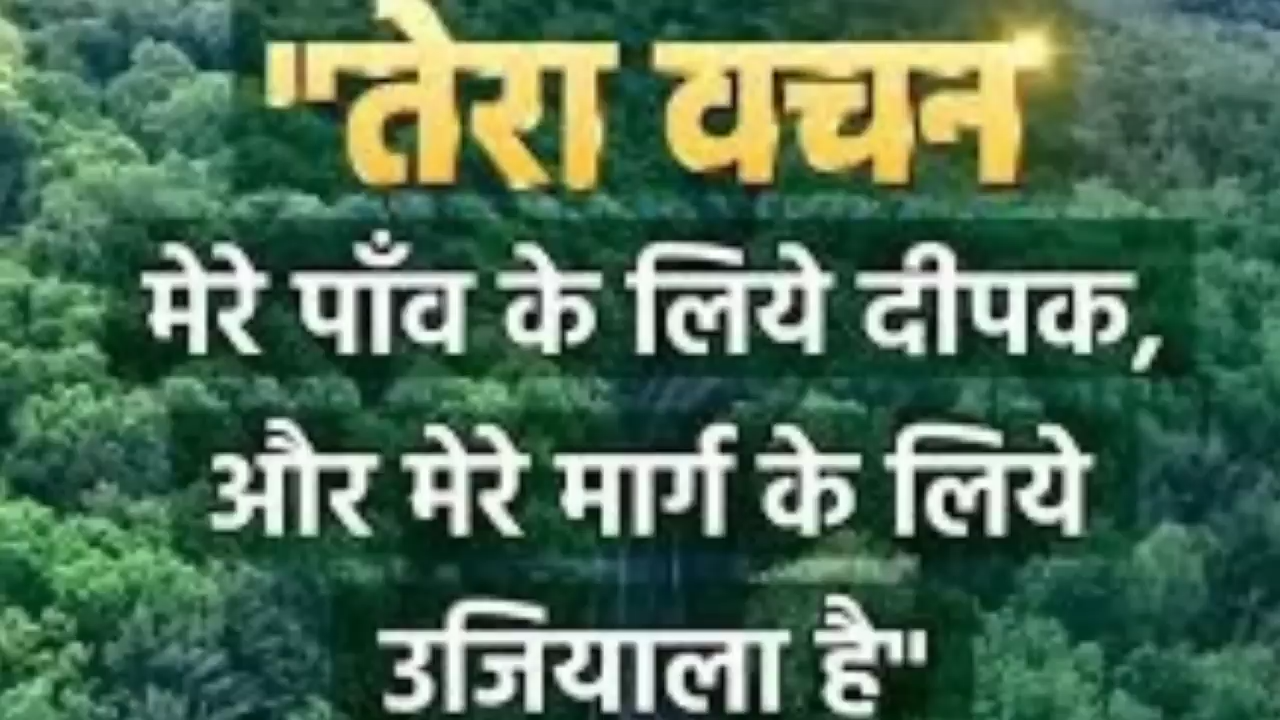 "तेरा वचन
मेरे पाँव के लिये दीपक,
और मेरे मार्ग के लिये
उजियाला है"